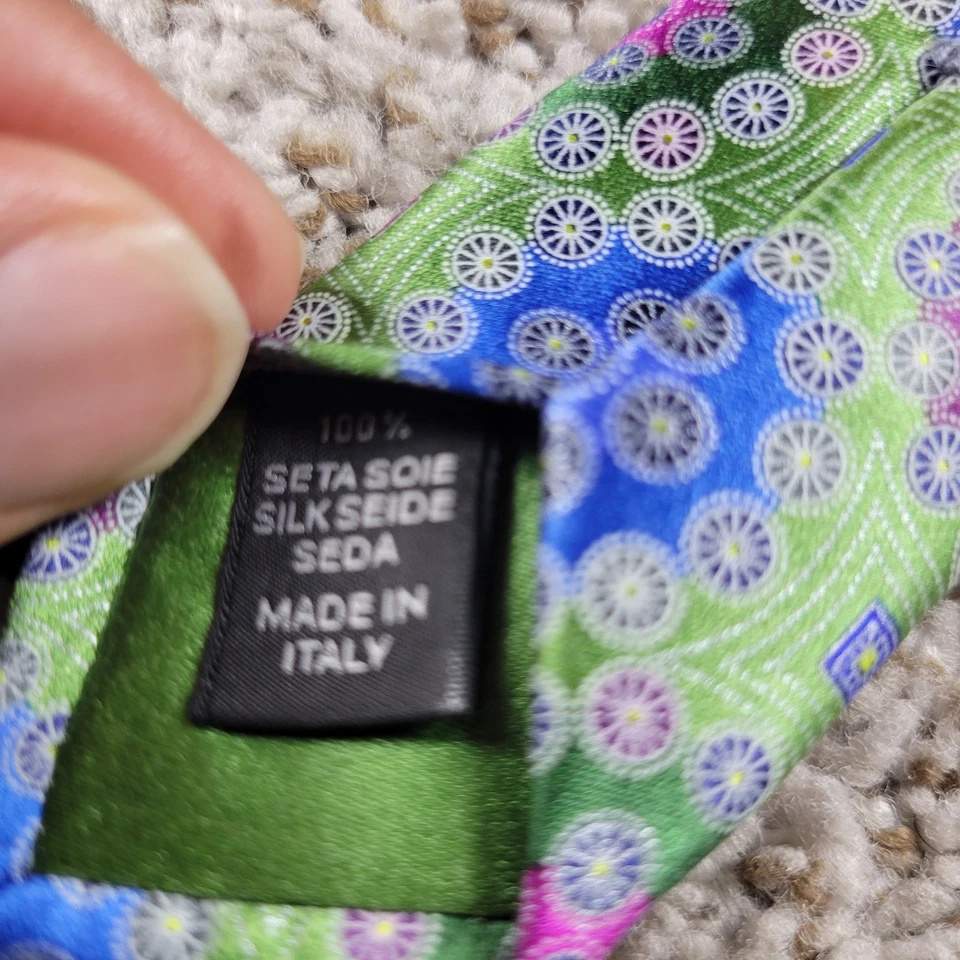 100%
SETA SOIE
SILK SEIDE
SEDA
MADE IN
ITALY